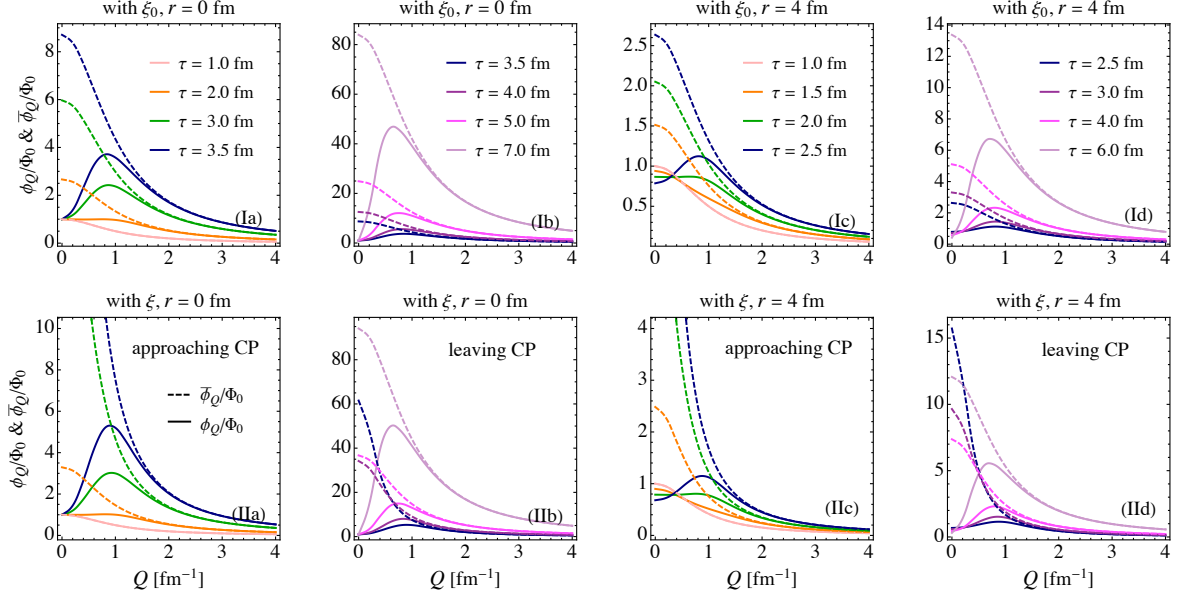 with ξ₀, r = 0 fm
with ξ₀, r = 0 fm
with ξ₀, r = 4 fm
with ξ₀, r = 4 fm
ϕ_Q/Φ₀ & ϕ̅_Q/Φ₀
8
6
4
2
0
τ = 1.0 fm
τ = 2.0 fm
τ = 3.0 fm
τ = 3.5 fm
(Ia)
0 1 2 3 4
80
60
40
20
0
τ = 3.5 fm
τ = 4.0 fm
τ = 5.0 fm
τ = 7.0 fm
(Ib)
0 1 2 3 4
2.5
2.0
1.5
1.0
0.5
τ = 1.0 fm
τ = 1.5 fm
τ = 2.0 fm
τ = 2.5 fm
(Ic)
0 1 2 3 4
14
12
10
8
6
4
2
0
τ = 2.5 fm
τ = 3.0 fm
τ = 4.0 fm
τ = 6.0 fm
(Id)
0 1 2 3 4
with ξ, r = 0 fm
with ξ, r = 0 fm
with ξ, r = 4 fm
with ξ, r = 4 fm
ϕ_Q/Φ₀ & ϕ̅_Q/Φ₀
10
8
6
4
2
0
approaching CP
ϕ̅_Q/Φ₀
ϕ_Q/Φ₀
(IIa)
0 1 2 3 4
Q [fm⁻¹]
80
60
40
20
0
leaving CP
(IIb)
0 1 2 3 4
Q [fm⁻¹]
4
3
2
1
0
approaching CP
(IIc)
0 1 2 3 4
Q [fm⁻¹]
15
10
5
0
leaving CP
(IId)
0 1 2 3 4
Q [fm⁻¹]